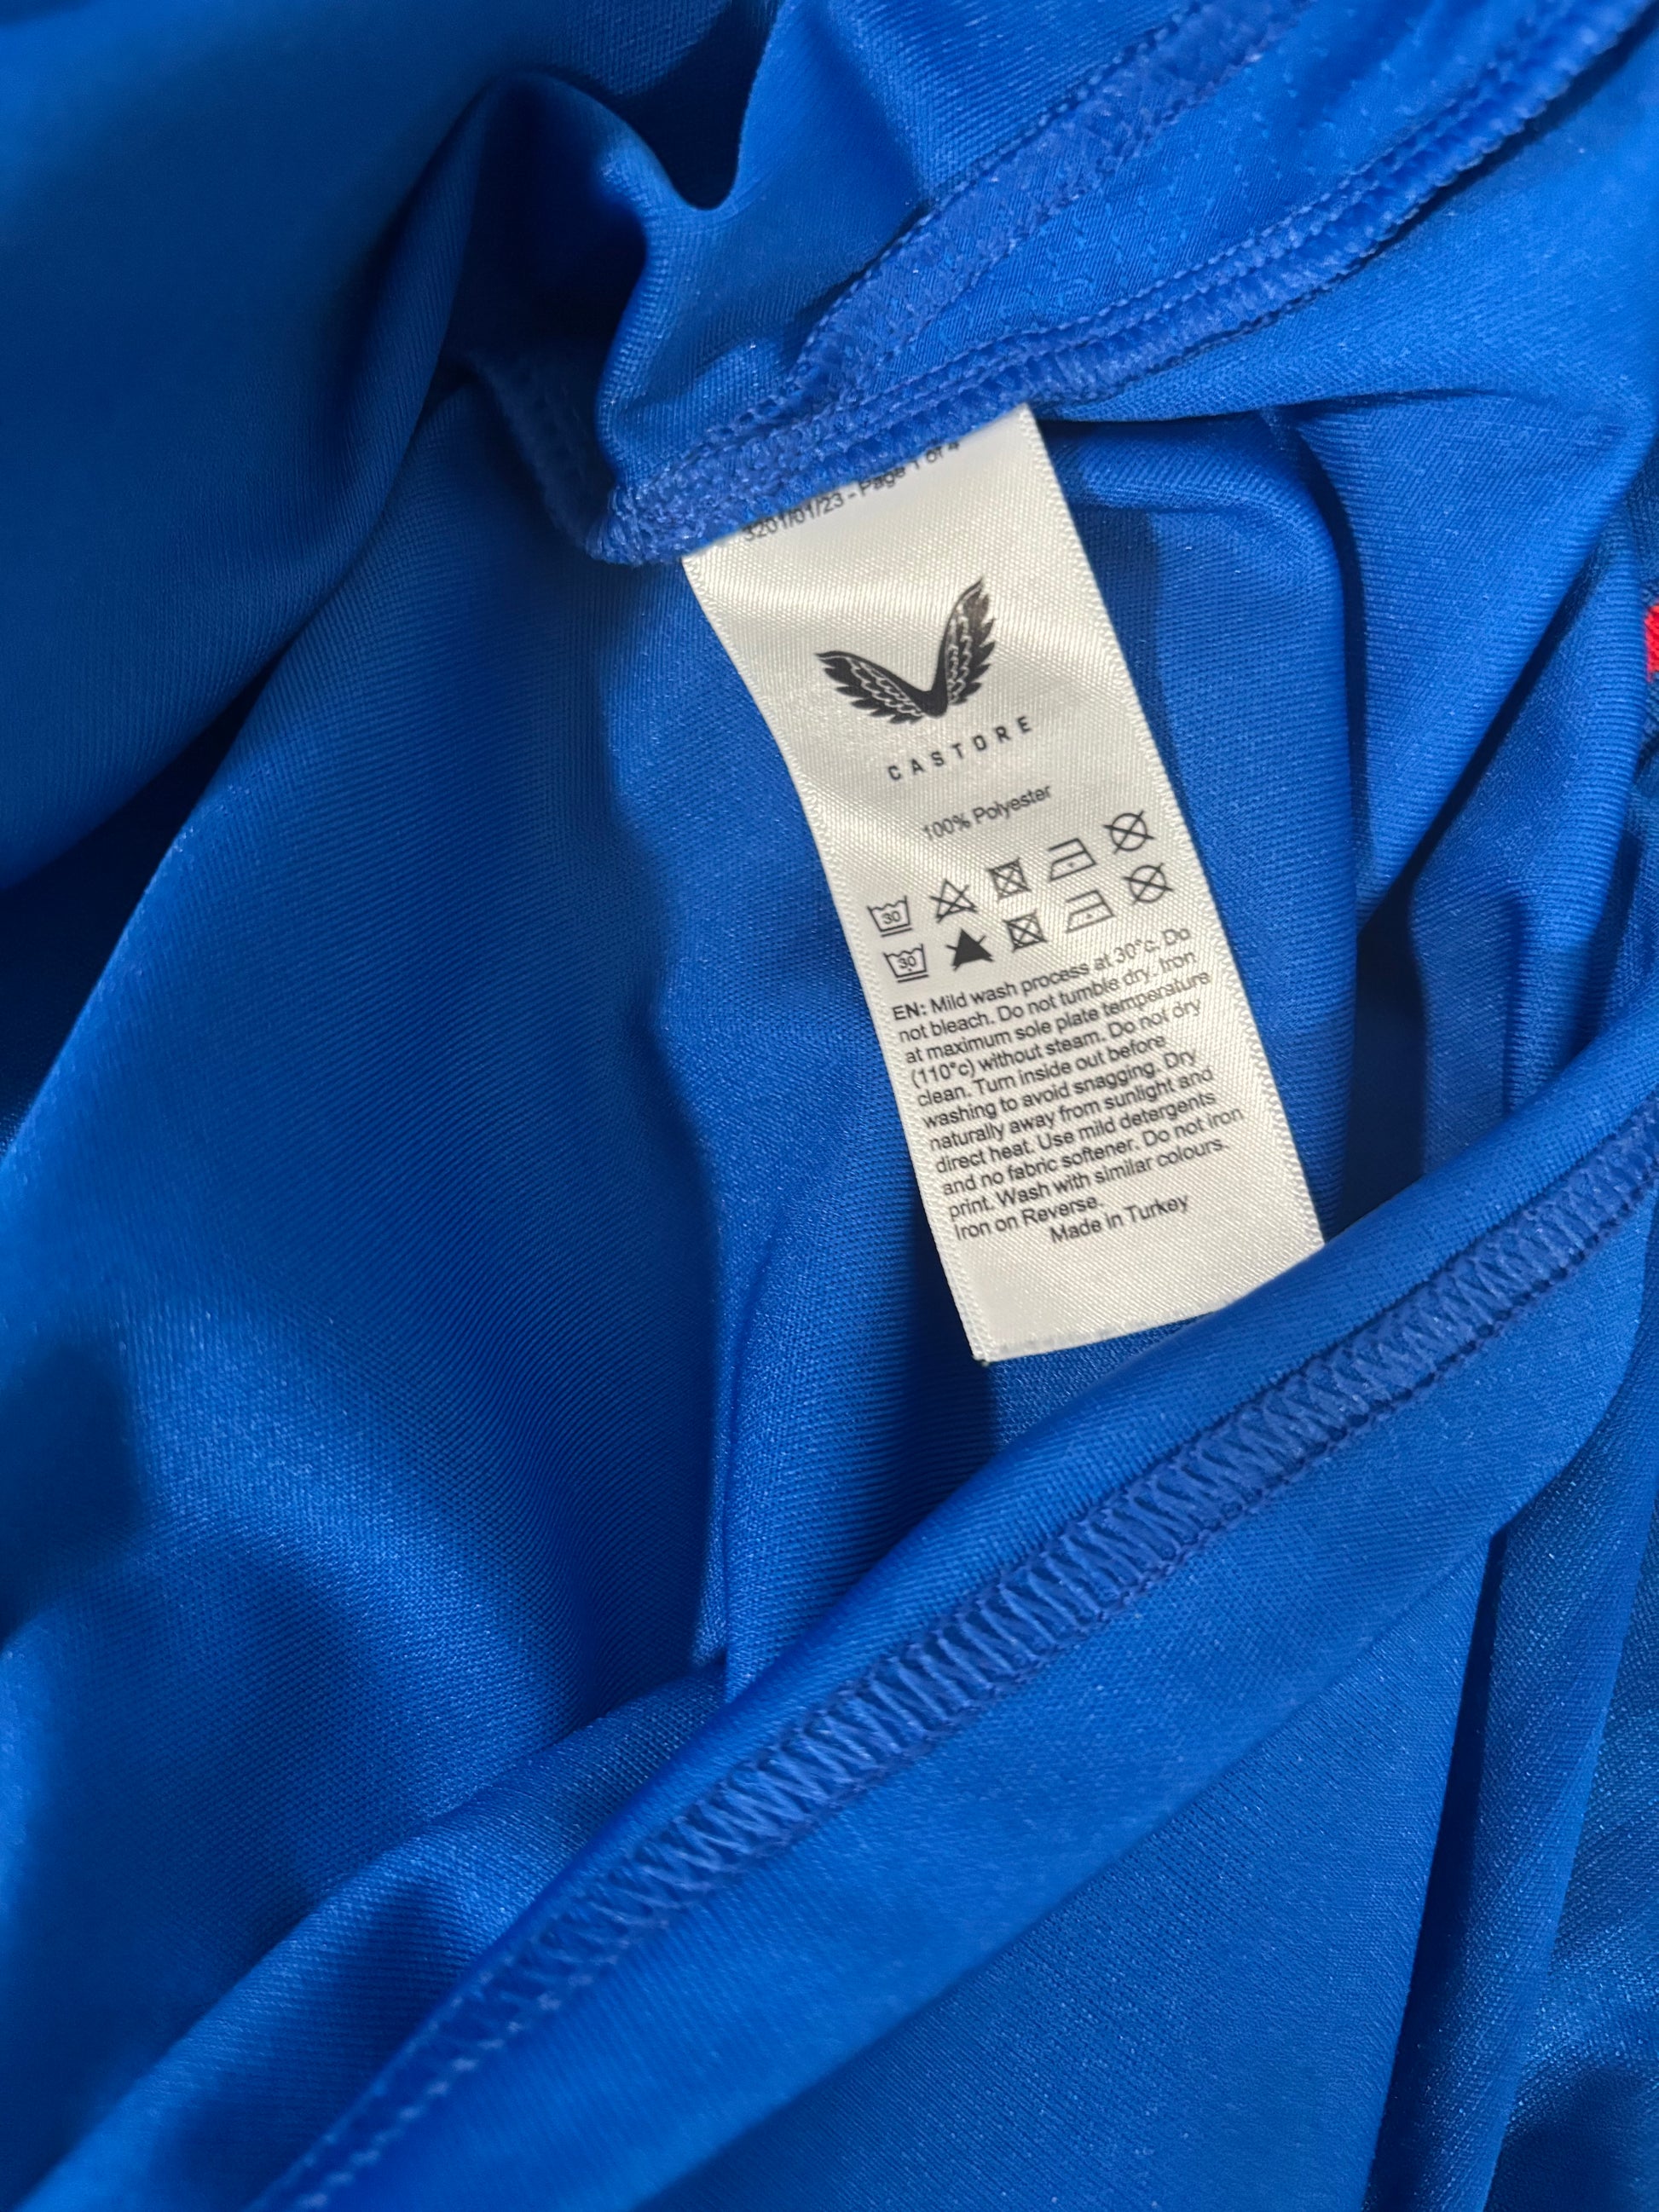 3201/01/23 - Page 1 of 4
CASTORE
100% Polyester
30
30
EN: Mild wash process at 30°c. Do
not bleach. Do not tumble dry. Iron
at maximum sole plate temperature
(110°c) without steam. Do not dry
clean. Turn inside out before
washing to avoid snagging. Dry
naturally away from sunlight and
direct heat. Use mild detergents
and no fabric softener. Do not iron
print. Wash with similar colours.
Iron on Reverse.
Made in Turkey